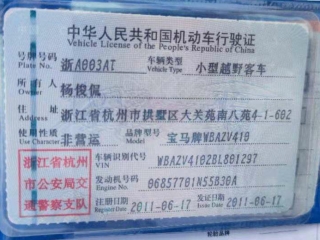 中华人民共和国机动车行驶证
Vehicle License of the People's Republic of China
号牌号码 浙A003AT 车辆类型 小型越野客车
Plate No. Vehicle Type
所有人 杨俊佩
Owner
住址 浙江省杭州市拱墅区大关苑南八苑4-1-602
Address
使用性质 非营运 品牌型号 宝马牌WBAZV410
Use Character Model
浙江省杭州
市公安局交
通警察支队
车辆识别代号 WBAZV410ZBL801297
VIN
发动机号码 06857701N55B30A
Engine No.
注册日期 2011-06-17 发证日期 2011-06-17
Register Date Issue Date